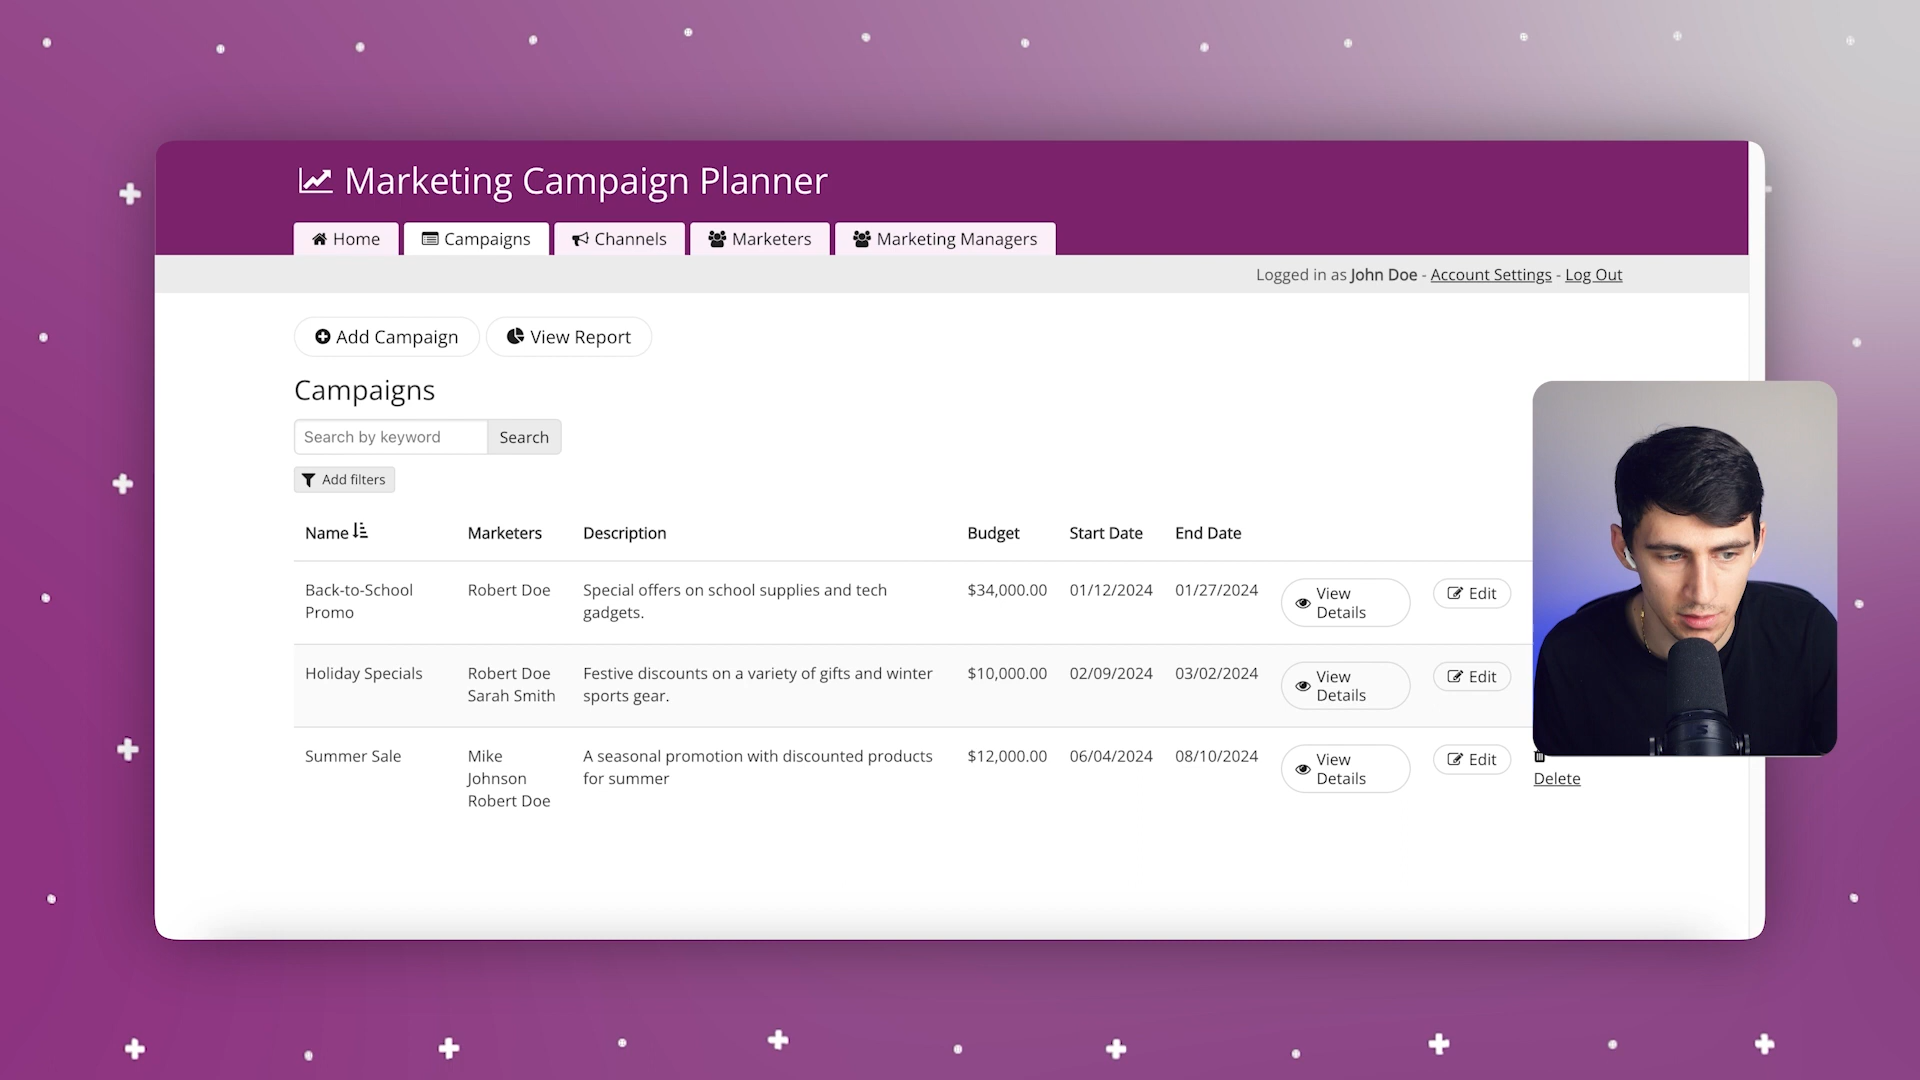 Marketing Campaign Planner
Home Campaigns Channels Marketers Marketing Managers
Logged in as John Doe - Account Settings - Log Out
Add Campaign View Report
Campaigns
Search by keyword Search
Add filters
Name Marketers Description Budget Start Date End Date
Back-to-School Robert Doe Special offers on school supplies and tech $34,000.00 01/12/2024 01/27/2024 View Edit
Promo gadgets. Details
Holiday Specials Robert Doe Festive discounts on a variety of gifts and winter $10,000.00 02/09/2024 03/02/2024 View Edit
Sarah Smith sports gear. Details
Summer Sale Mike A seasonal promotion with discounted products $12,000.00 06/04/2024 08/10/2024 View Edit
Johnson for summer Details Delete
Robert Doe